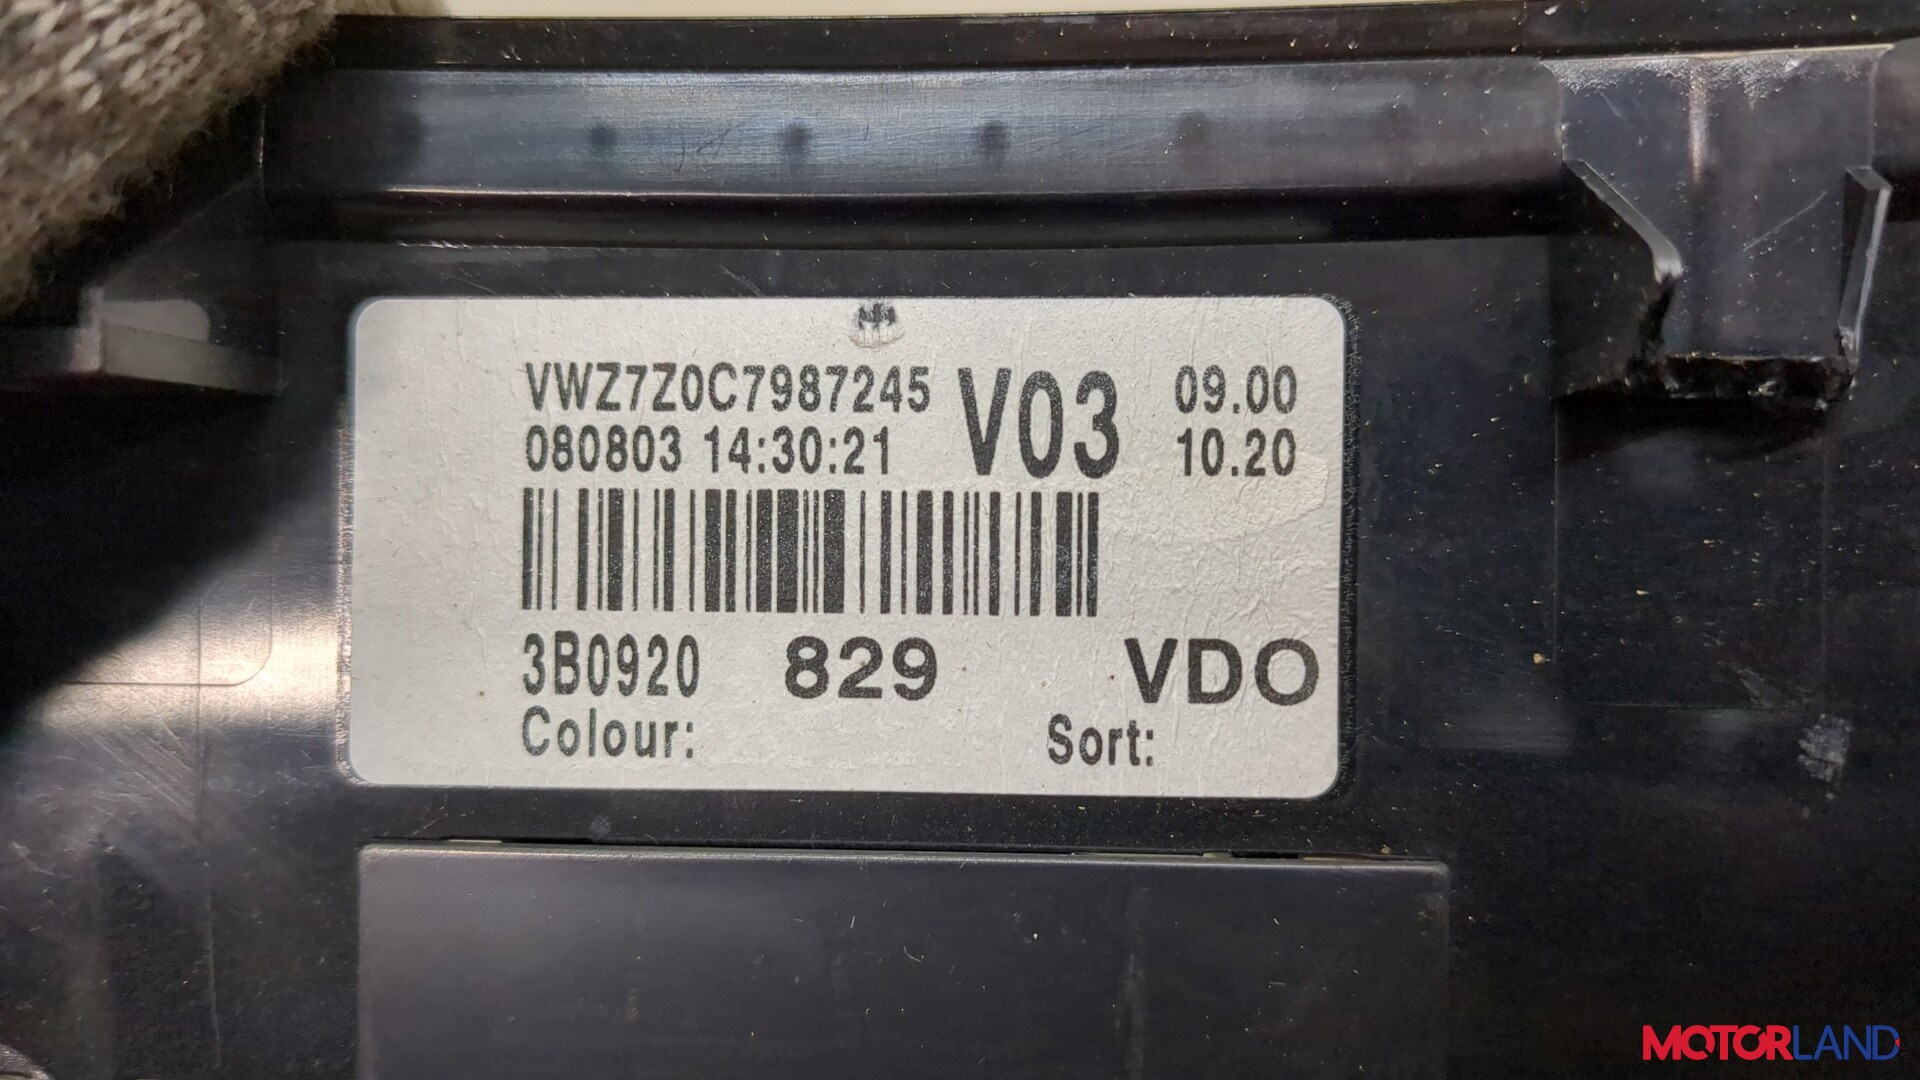 VWZ7Z0C7987245 V03 09.00
080803 14:30:21 10.20
3B0920 829 VDO
Colour: Sort:
MOTORLAND